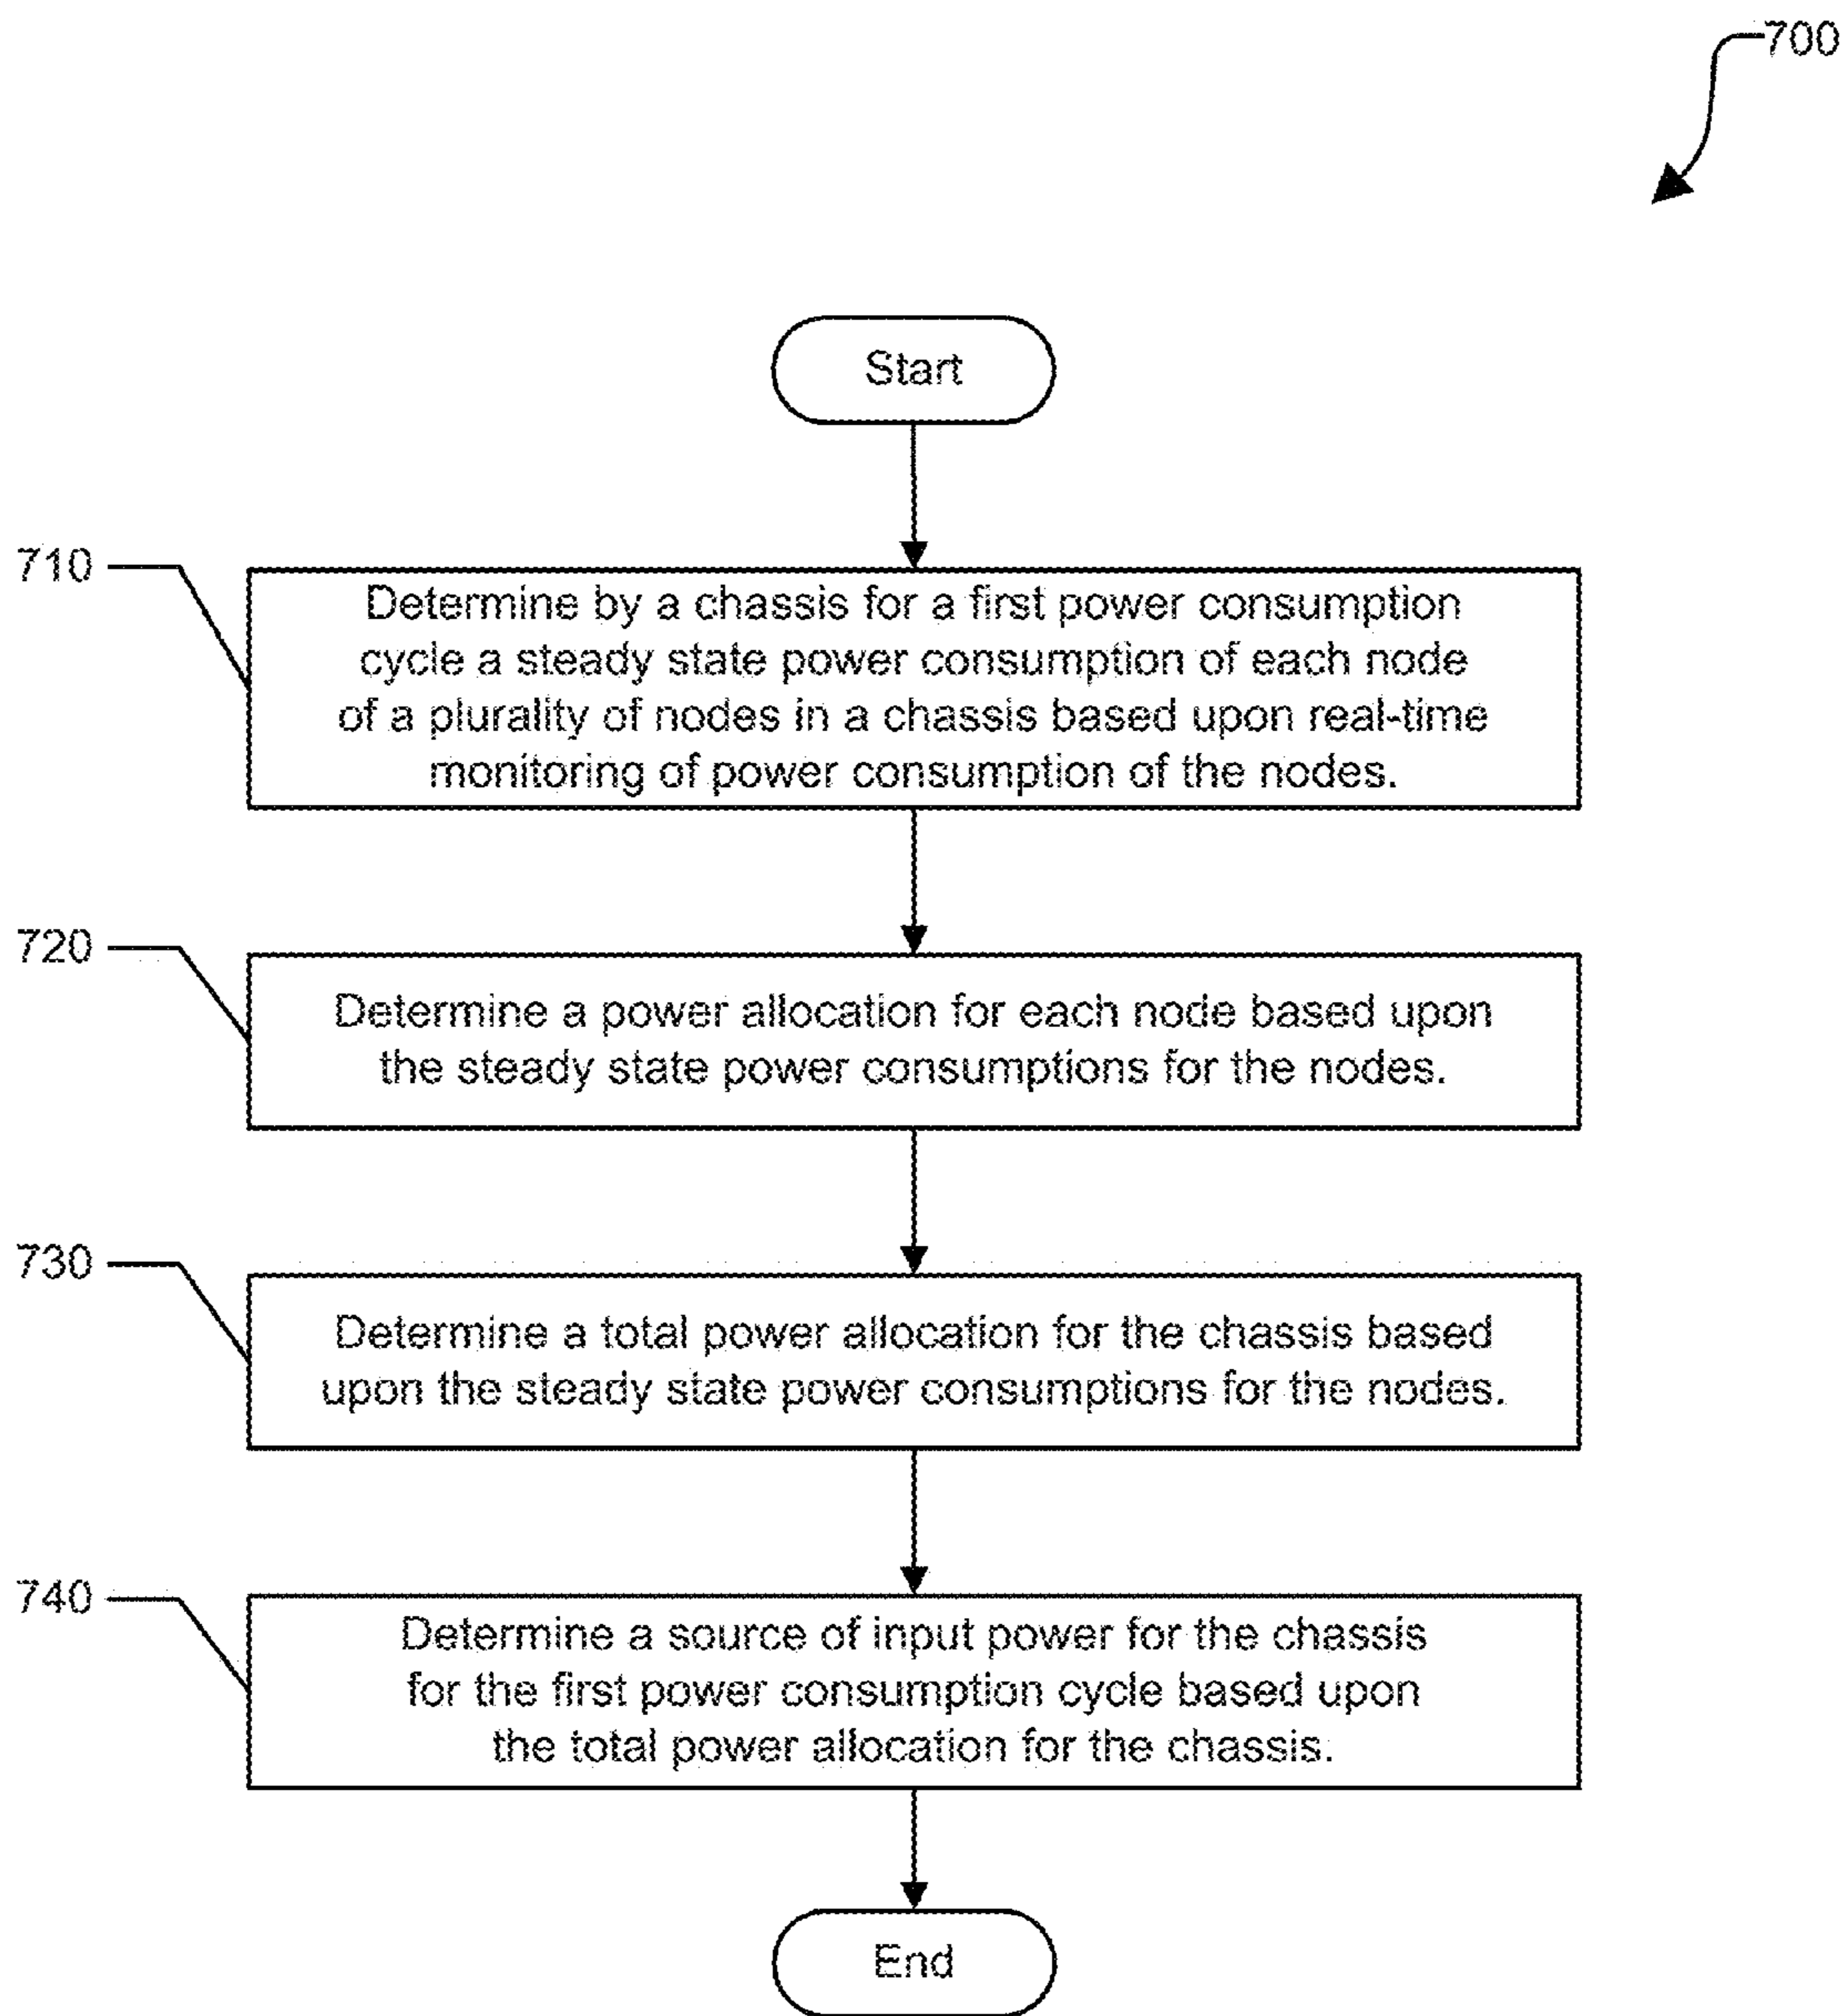 700
Start
710
Determine by a chassis for a first power consumption
cycle a steady state power consumption of each node
of a plurality of nodes in a chassis based upon real-time
monitoring of power consumption of the nodes.
720
Determine a power allocation for each node based upon
the steady state power consumptions for the nodes.
730
Determine a total power allocation for the chassis based
upon the steady state power consumptions for the nodes.
740
Determine a source of input power for the chassis
for the first power consumption cycle based upon
the total power allocation for the chassis.
End